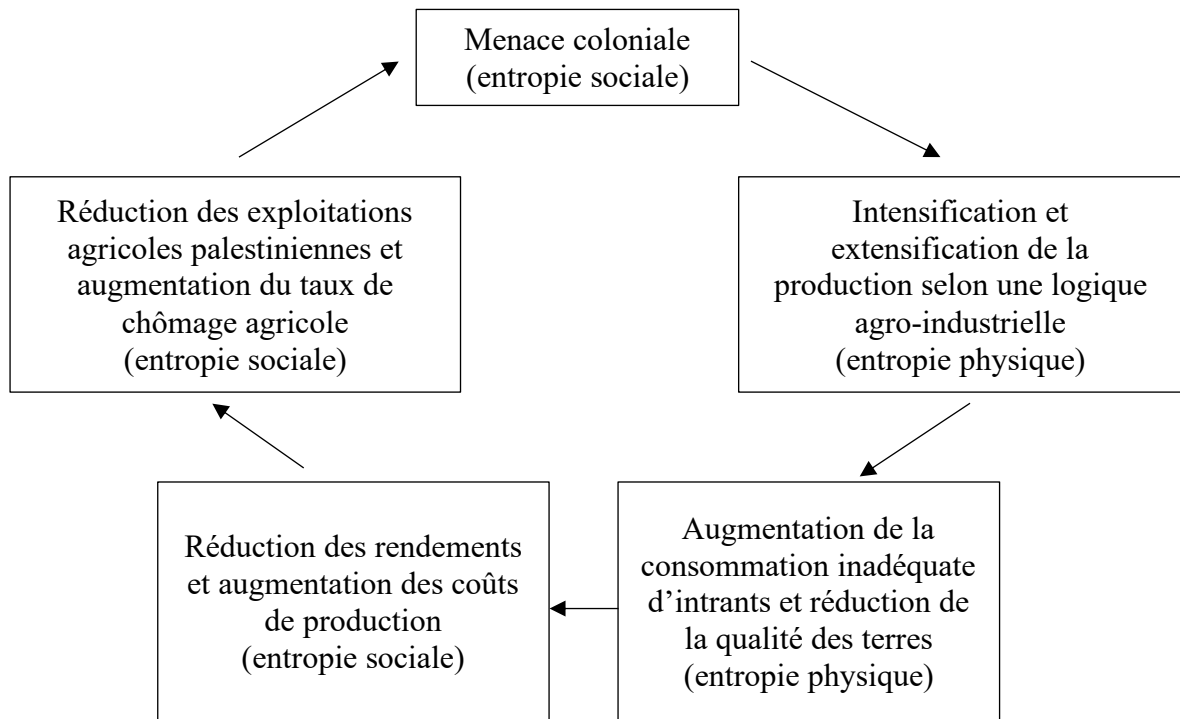 Menace coloniale
(entropie sociale)
Intensification et
extensification de la
production selon une logique
agro-industrielle
(entropie physique)
Augmentation de la
consommation inadéquate
d’intrants et réduction de
la qualité des terres
(entropie physique)
Réduction des rendements
et augmentation des coûts
de production
(entropie sociale)
Réduction des exploitations
agricoles palestiniennes et
augmentation du taux de
chômage agricole
(entropie sociale)